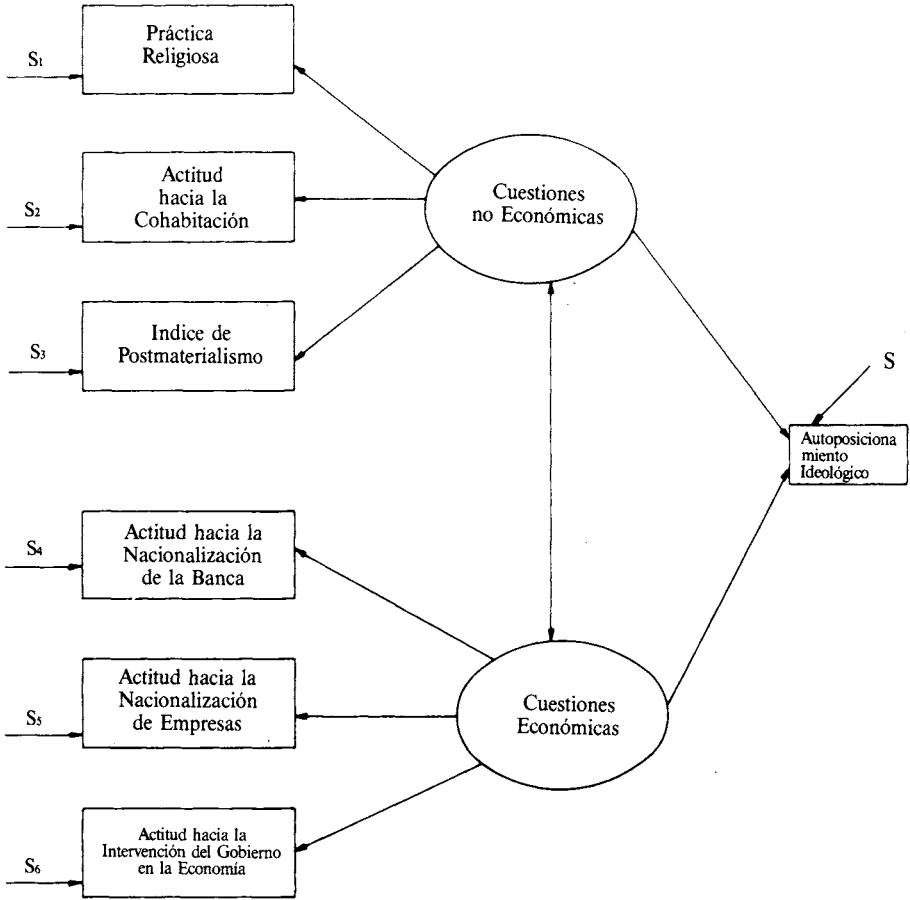 Práctica
Religiosa
S1
Actitud
hacia la
Cohabitación
S2
Cuestiones
no Económicas
Indice de
Postmaterialismo
S3
S
Autoposiciona
miento
Ideológico
Actitud hacia la
Nacionalización
de la Banca
S4
Actitud hacia la
Nacionalización
de Empresas
S5
Cuestiones
Económicas
Actitud hacia la
Intervención del Gobierno
en la Economía
S6